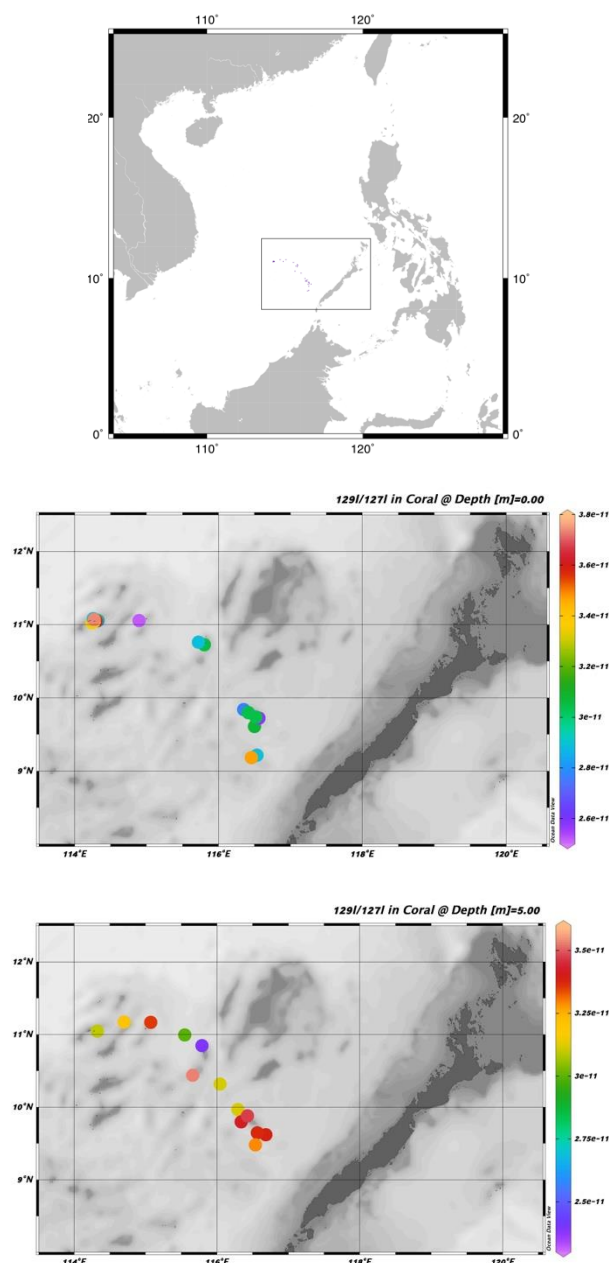 110° 120°
20° 20°
10° 10°
0° 0°
110° 120°
129I/127I in Coral @ Depth [m]=0.00
3.8e-11
12°N
3.6e-11
11°N
3.4e-11
3.2e-11
10°N
3e-11
2.8e-11
9°N
2.6e-11
Ocean Data View
114°E 116°E 118°E 120°E
129I/127I in Coral @ Depth [m]=5.00
3.5e-11
12°N
3.25e-11
11°N
3e-11
10°N
2.75e-11
9°N
2.5e-11
Ocean Data View
114°E 116°E 118°E 120°E